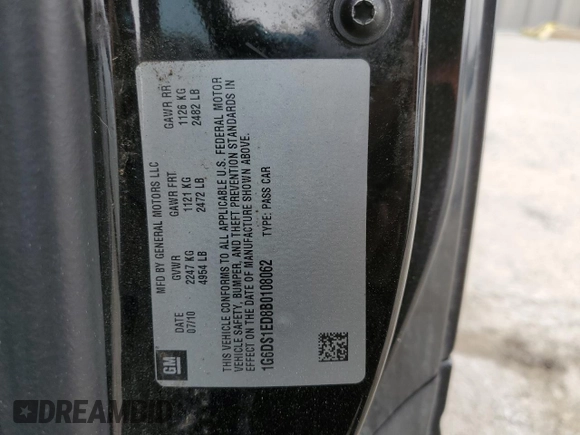 MFD BY GENERAL MOTORS LLC
DATE GVWR GAWR FRT GAWR RR
07/10 2247 KG 1121 KG 1126 KG
4954 LB 2472 LB 2482 LB
THIS VEHICLE CONFORMS TO ALL APPLICABLE U.S. FEDERAL MOTOR
VEHICLE SAFETY, BUMPER, AND THEFT PREVENTION STANDARDS IN
EFFECT ON THE DATE OF MANUFACTURE SHOWN ABOVE.
1G6DS1ED8B0108062 TYPE: PASS CAR
GM
DREAMBID